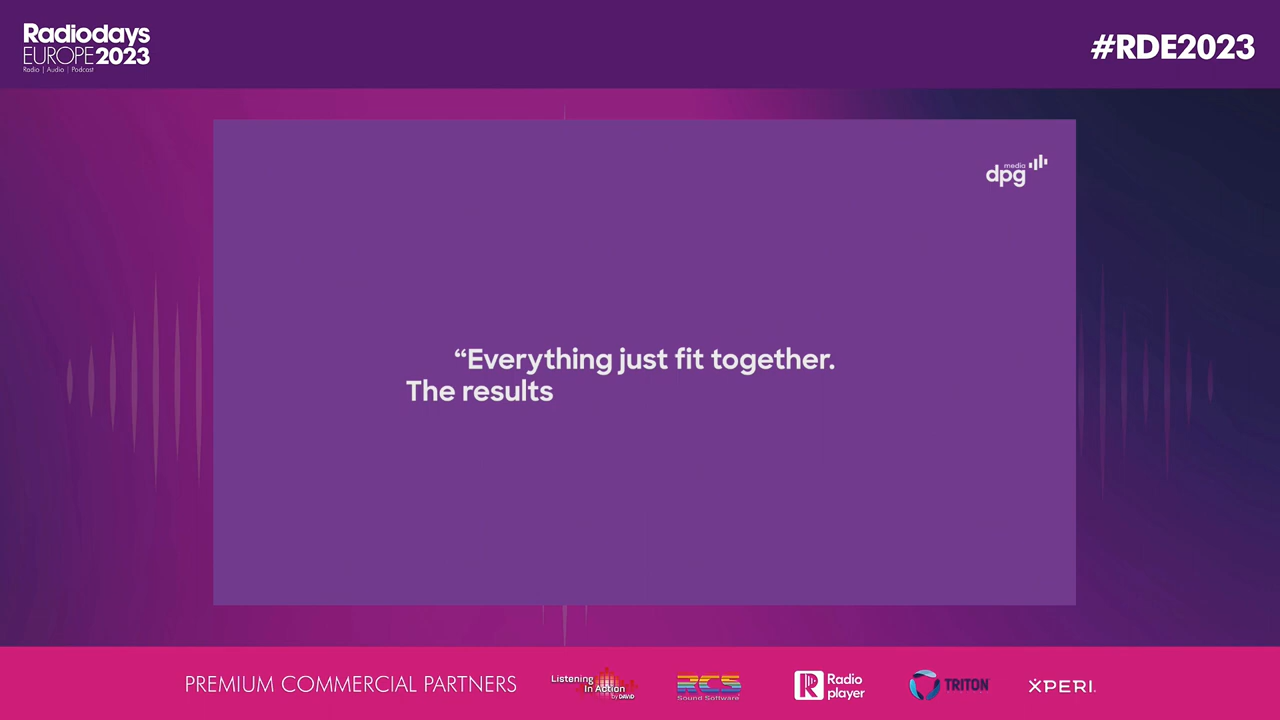 Radiodays
EUROPE 2023
Radio | Audio | Podcast
#RDE2023
media
dpg
“Everything just fit together.
The results
PREMIUM COMMERCIAL PARTNERS
Listening
In Action
by DAVID
RCS
Sound Software
Radio
player
TRITON
XPERI.